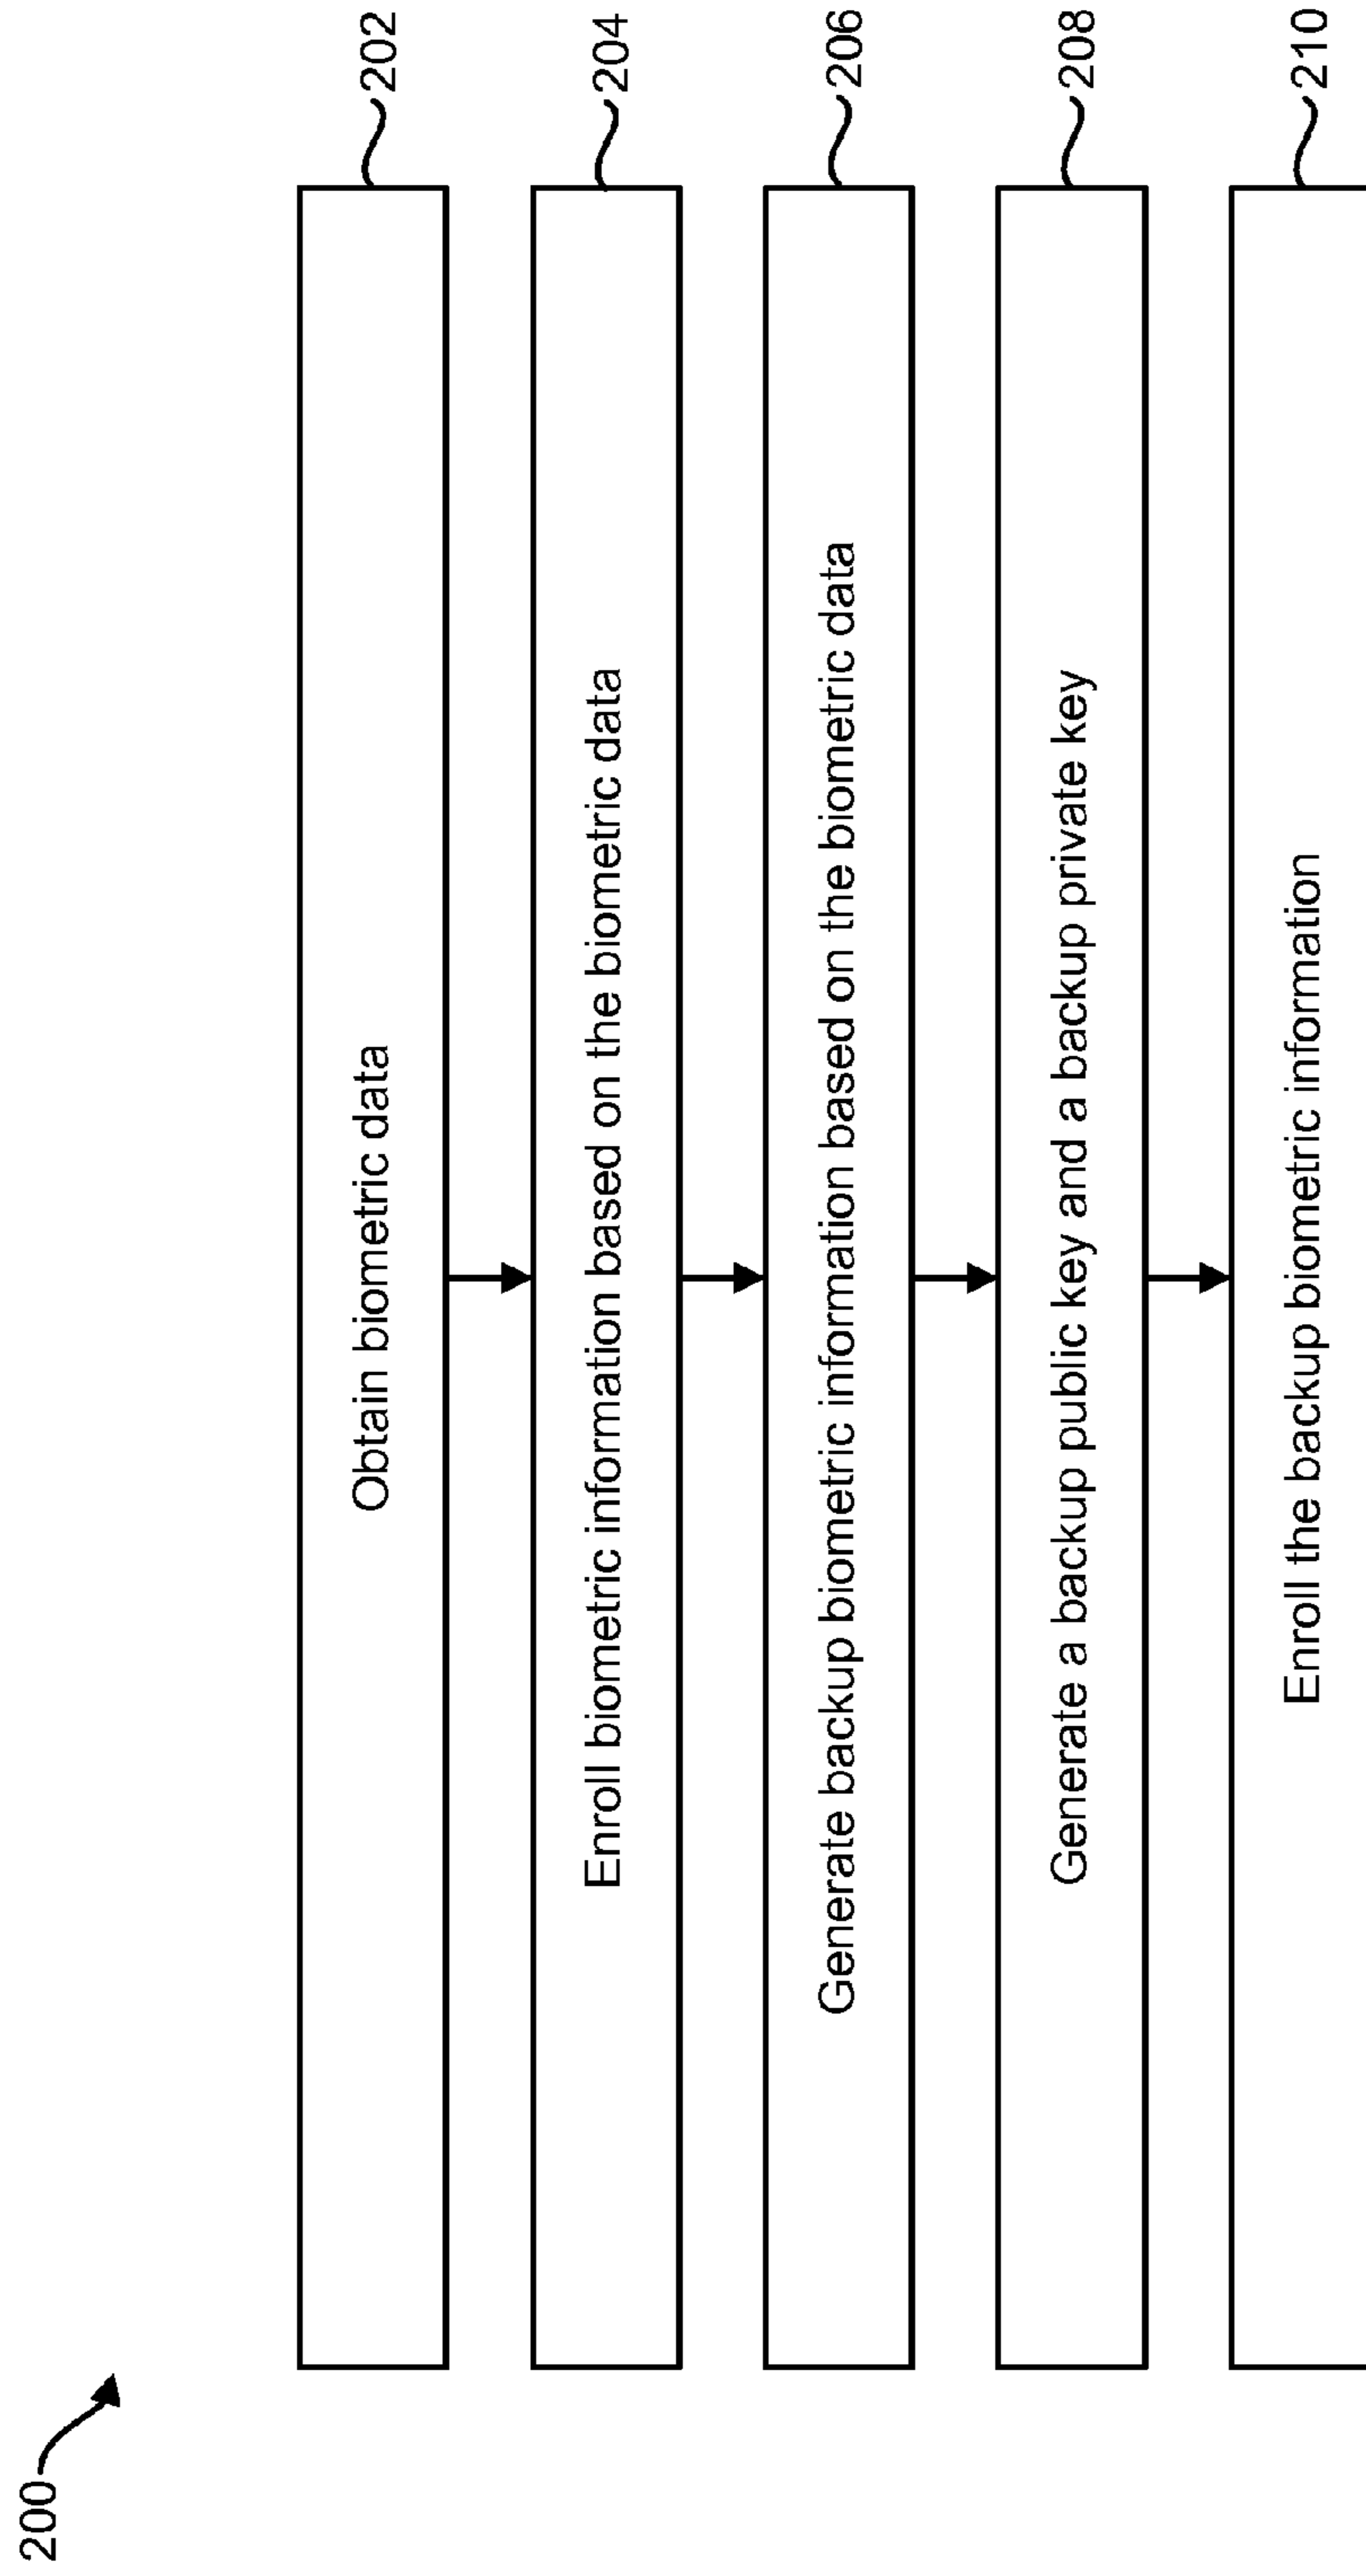 200
Obtain biometric data
202
Enroll biometric information based on the biometric data
204
Generate backup biometric information based on the biometric data
206
Generate a backup public key and a backup private key
208
Enroll the backup biometric information
210